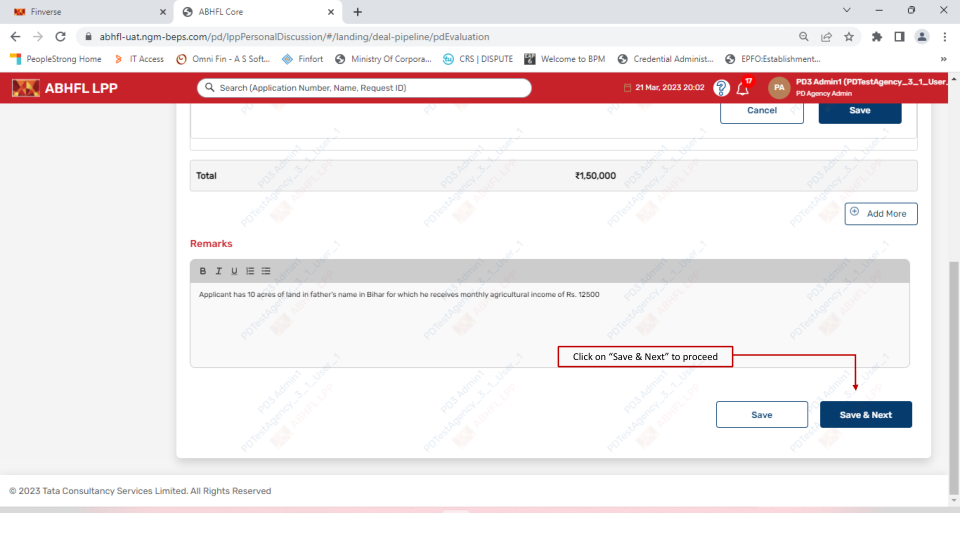 Finverse
ABHFL Core
abhfl-uat.ngm-beps.com/pd/lppPersonalDiscussion/#/landing/deal-pipeline/pdEvaluation
PeopleStrong Home IT Access Omni Fin - A S Soft... Finfort Ministry Of Corpora... CRS | DISPUTE Welcome to BPM Credential Administ... EPFO:Establishment... »
ABHFL LPP
Search (Application Number, Name, Request ID)
21 Mar, 2023 20:02
17
PA
PD3 Admin1 (PDTestAgency_3_1_User_
PD Agency Admin
Cancel
Save
Total ₹1,50,000
Add More
Remarks
B I U
Applicant has 10 acres of land in father's name in Bihar for which he receives monthly agricultural income of Rs. 12500
Click on “Save & Next” to proceed
Save
Save & Next
© 2023 Tata Consultancy Services Limited. All Rights Reserved